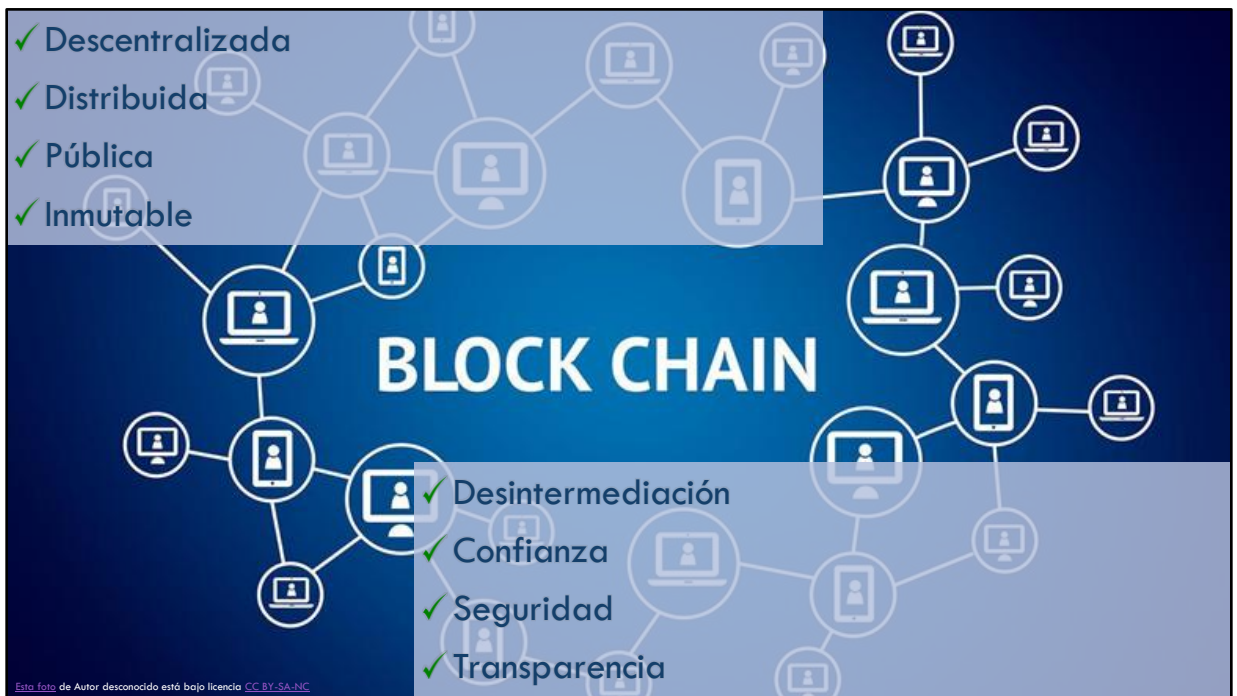 ✓ Descentralizada
✓ Distribuida
✓ Pública
✓ Inmutable
BLOCK CHAIN
✓ Desintermediación
✓ Confianza
✓ Seguridad
✓ Transparencia
Esta foto de Autor desconocido está bajo licencia CC BY-SA-NC